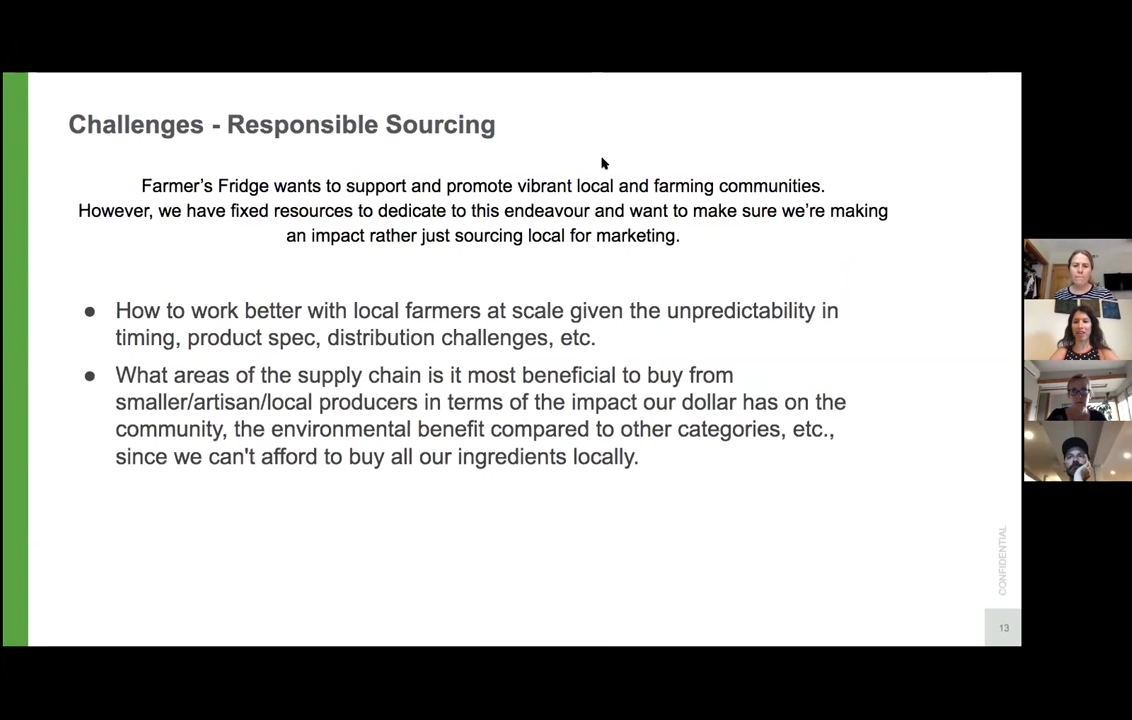 Challenges - Responsible Sourcing
Farmer’s Fridge wants to support and promote vibrant local and farming communities.
However, we have fixed resources to dedicate to this endeavour and want to make sure we’re making
an impact rather just sourcing local for marketing.
● How to work better with local farmers at scale given the unpredictability in
timing, product spec, distribution challenges, etc.
● What areas of the supply chain is it most beneficial to buy from
smaller/artisan/local producers in terms of the impact our dollar has on the
community, the environmental benefit compared to other categories, etc.,
since we can't afford to buy all our ingredients locally.
CONFIDENTIAL
13